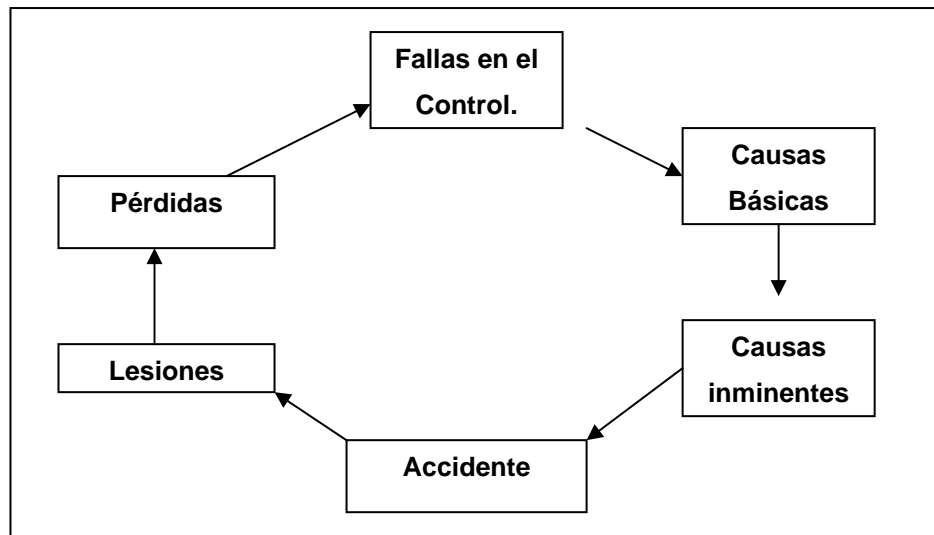 Fallas en el
Control.
Causas
Básicas
Causas
inminentes
Accidente
Lesiones
Pérdidas